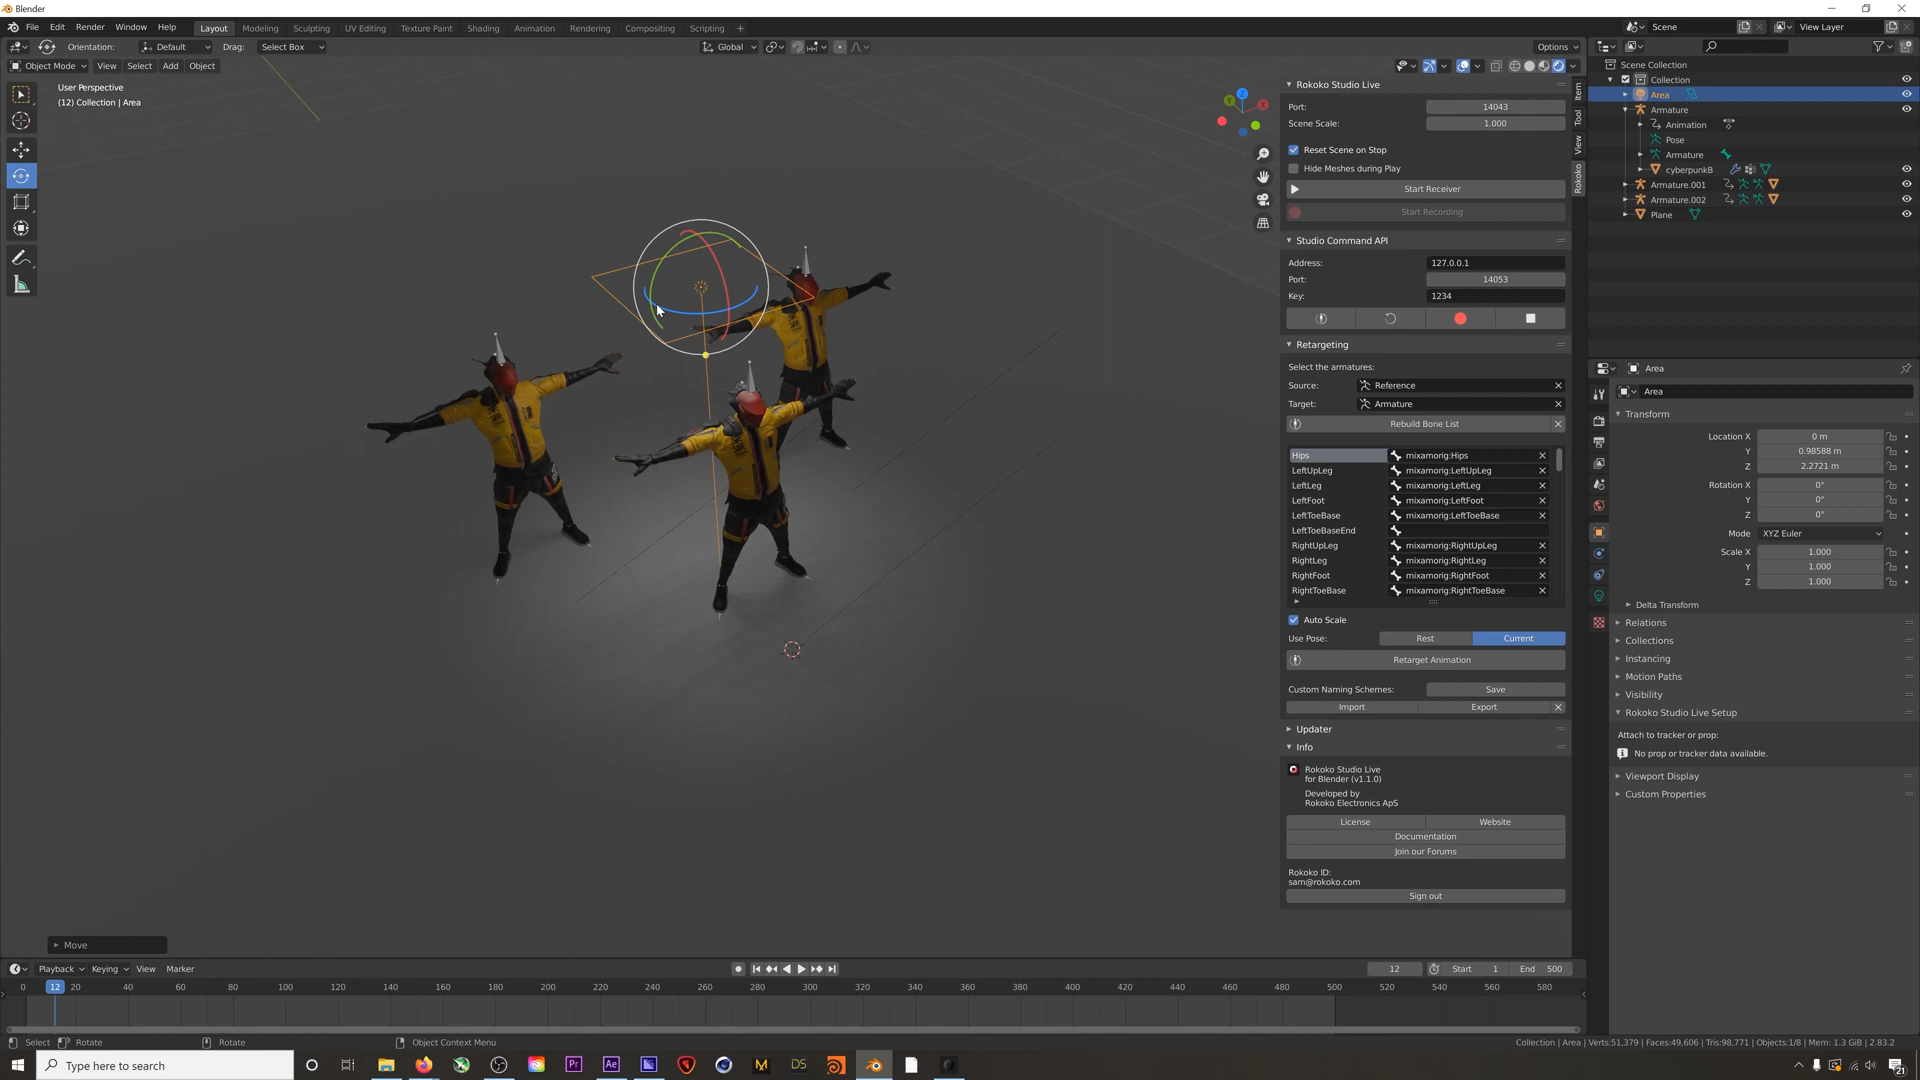 Blender
File Edit Render Window Help Layout Modeling Sculpting UV Editing Texture Paint Shading Animation Rendering Compositing Scripting + Scene View Layer
Orientation: Default Drag: Select Box Global Options
Object Mode View Select Add Object
User Perspective
(12) Collection | Area
Z
Y
X
Rokoko Studio Live
Port: 14043
Scene Scale: 1.000
Reset Scene on Stop
Hide Meshes during Play
Start Receiver
Start Recording
Studio Command API
Address: 127.0.0.1
Port: 14053
Key: 1234
Retargeting
Select the armatures:
Source: Reference
Target: Armature
Rebuild Bone List
Hips mixamorig:Hips
LeftUpLeg mixamorig:LeftUpLeg
LeftLeg mixamorig:LeftLeg
LeftFoot mixamorig:LeftFoot
LeftToeBase mixamorig:LeftToeBase
LeftToeBaseEnd
RightUpLeg mixamorig:RightUpLeg
RightLeg mixamorig:RightLeg
RightFoot mixamorig:RightFoot
RightToeBase mixamorig:RightToeBase
Auto Scale
Use Pose: Rest Current
Retarget Animation
Custom Naming Schemes: Save
Import Export
Updater
Info
Rokoko Studio Live
for Blender (v1.1.0)
Developed by
Rokoko Electronics ApS
License Website
Documentation
Join our Forums
Rokoko ID:
sam@rokoko.com
Sign out
Item
Tool
View
Rokoko
Scene Collection
Collection
Area
Armature
Animation
Pose
Armature
cyberpunkB
Armature.001
Armature.002
Plane
Area
Area
Transform
Location X 0 m
Y 0.98588 m
Z 2.2721 m
Rotation X 0°
Y 0°
Z 0°
Mode XYZ Euler
Scale X 1.000
Y 1.000
Z 1.000
Delta Transform
Relations
Collections
Instancing
Motion Paths
Visibility
Rokoko Studio Live Setup
Attach to tracker or prop:
No prop or tracker data available.
Viewport Display
Custom Properties
Move
Playback Keying View Marker 12 Start 1 End 500
0 12 20 40 60 80 100 120 140 160 180 200 220 240 260 280 300 320 340 360 380 400 420 440 460 480 500 520 540 560 580
Select Rotate Rotate Object Context Menu Collection | Area | Verts:51,379 | Faces:49,606 | Tris:98,771 | Objects:1/8 | Mem: 1.3 GiB | 2.83.2
Type here to search Pr Ae M DS 21